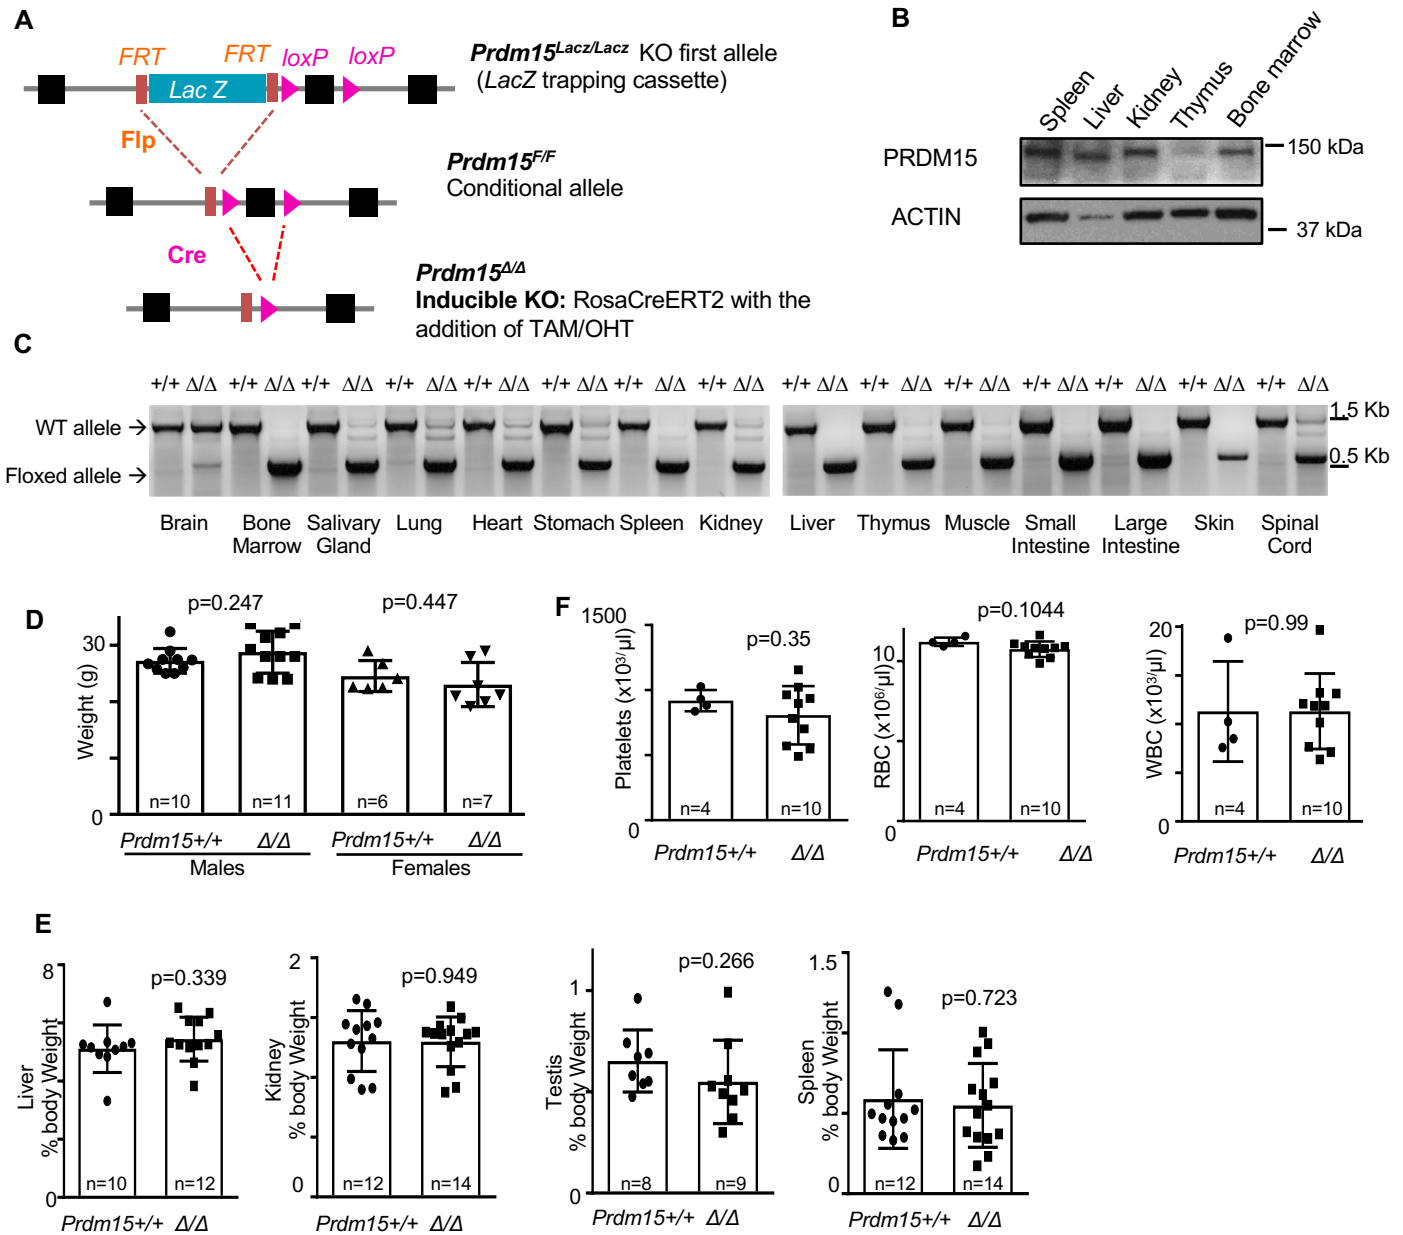 A
FRT FRT loxP loxP
Lac Z
Prdm15Lacz/Lacz KO first allele
(LacZ trapping cassette)
Flp
Prdm15F/F
Conditional allele
Cre
Prdm15Δ/Δ
Inducible KO: RosaCreERT2 with the
addition of TAM/OHT
B
Spleen Liver Kidney Thymus Bone marrow
PRDM15 150 kDa
ACTIN 37 kDa
C
+/+ Δ/Δ +/+ Δ/Δ +/+ Δ/Δ +/+ Δ/Δ +/+ Δ/Δ +/+ Δ/Δ +/+ Δ/Δ +/+ Δ/Δ +/+ Δ/Δ +/+ Δ/Δ +/+ Δ/Δ +/+ Δ/Δ +/+ Δ/Δ +/+ Δ/Δ +/+ Δ/Δ
WT allele → 1.5 Kb
Floxed allele → 0.5 Kb
Brain Bone Salivary Lung Heart Stomach Spleen Kidney Liver Thymus Muscle Small Large Skin Spinal
Marrow Gland Intestine Intestine Cord
D
p=0.247 p=0.447
30
Weight (g)
0
n=10 n=11 n=6 n=7
Prdm15+/+ Δ/Δ Prdm15+/+ Δ/Δ
Males Females
F
1500
p=0.35
Platelets (x10³/µl)
0
n=4 n=10
Prdm15+/+ Δ/Δ
p=0.1044
10
RBC (x10⁶/µl)
0
n=4 n=10
Prdm15+/+ Δ/Δ
20
p=0.99
WBC (x10³/µl)
0
n=4 n=10
Prdm15+/+ Δ/Δ
E
8
p=0.339
Liver
% body Weight
0
n=10 n=12
Prdm15+/+ Δ/Δ
2
p=0.949
Kidney
% body Weight
0
n=12 n=14
Prdm15+/+ Δ/Δ
1
p=0.266
Testis
% body Weight
0
n=8 n=9
Prdm15+/+ Δ/Δ
1.5
p=0.723
Spleen
% body Weight
0
n=12 n=14
Prdm15+/+ Δ/Δ